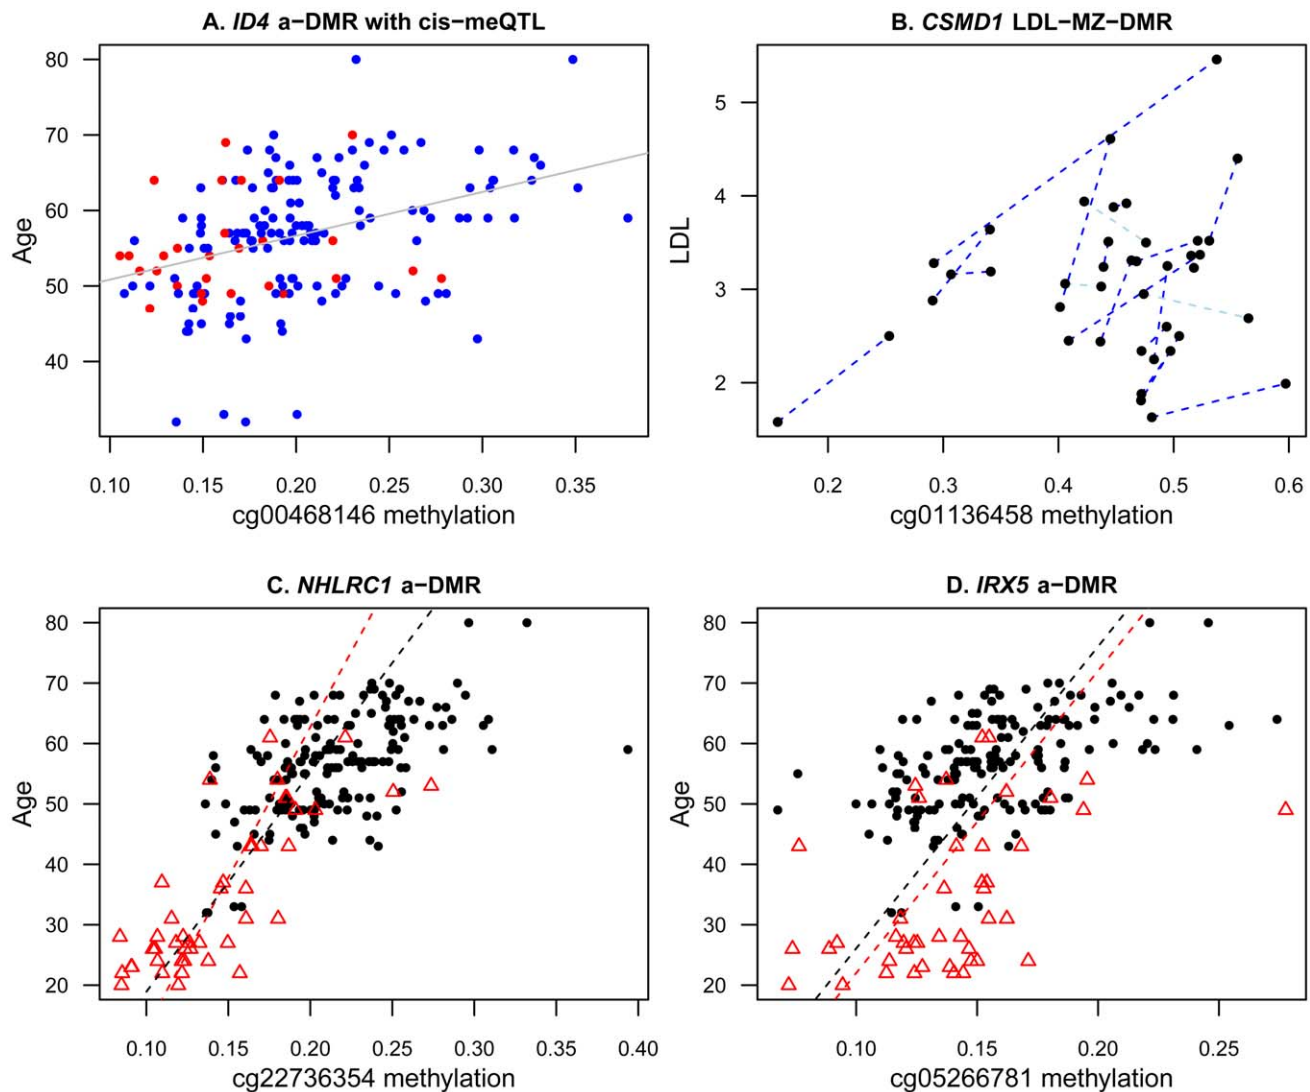 A. ID4 a−DMR with cis−meQTL
Age
80
70
60
50
40
0.10 0.15 0.20 0.25 0.30 0.35
cg00468146 methylation
B. CSMD1 LDL−MZ−DMR
LDL
5
4
3
2
0.2 0.3 0.4 0.5 0.6
cg01136458 methylation
C. NHLRC1 a−DMR
Age
80
70
60
50
40
30
20
0.10 0.15 0.20 0.25 0.30 0.35 0.40
cg22736354 methylation
D. IRX5 a−DMR
Age
80
70
60
50
40
30
20
0.10 0.15 0.20 0.25
cg05266781 methylation